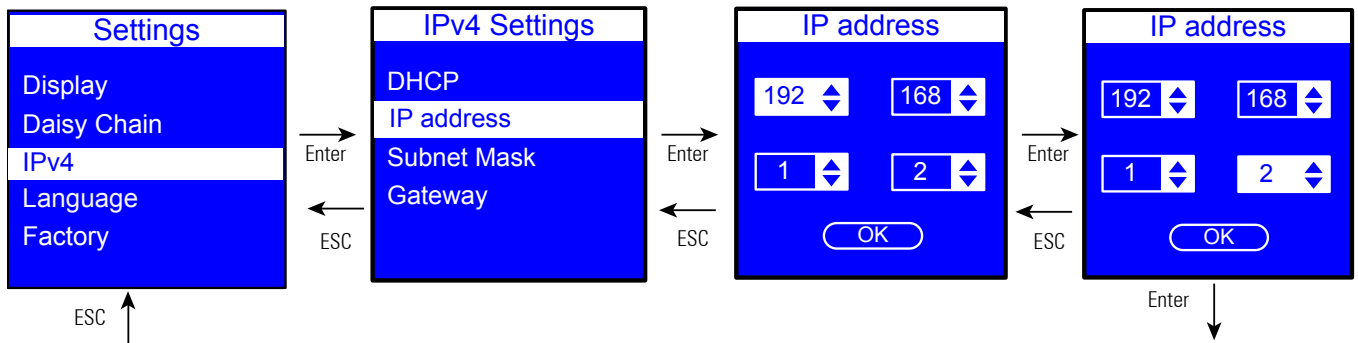 Settings
Display
Daisy Chain
IPv4
Language
Factory
Enter
ESC
IPv4 Settings
DHCP
IP address
Subnet Mask
Gateway
Enter
ESC
IP address
192 168
1 2
OK
Enter
ESC
IP address
192 168
1 2
OK
ESC
Enter